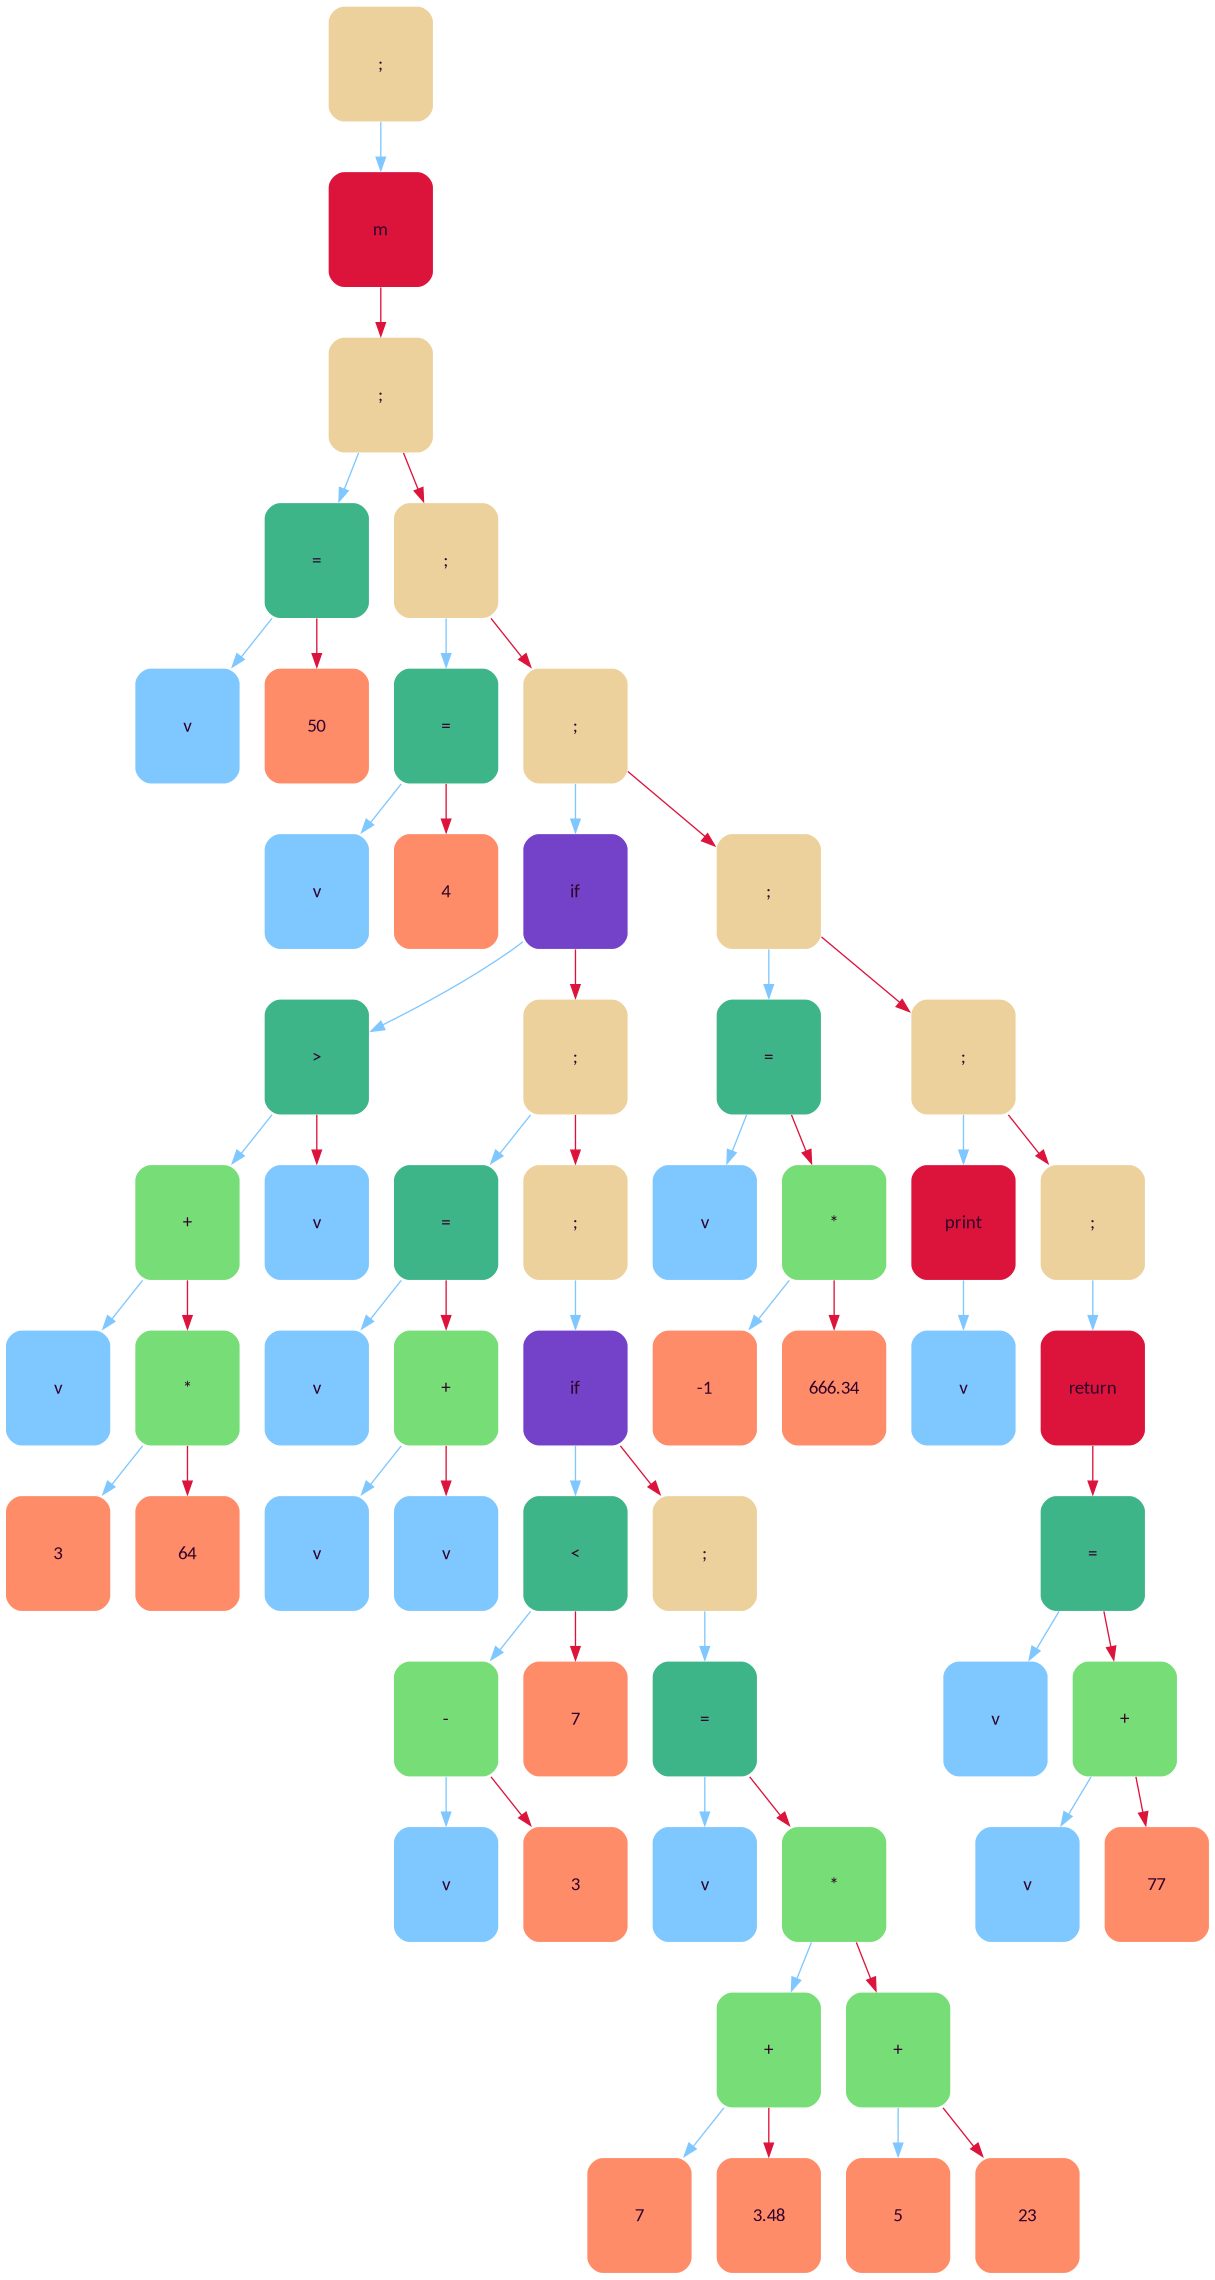 ;
m
;
= ;
v 50 = ;
v 4 if ;
> ; = ;
+ v = ; v * print ;
v * v + if -1 666.34 v return
3 64 v v < ; =
- 7 = v +
v 3 v * v 77
+ +
7 3.48 5 23